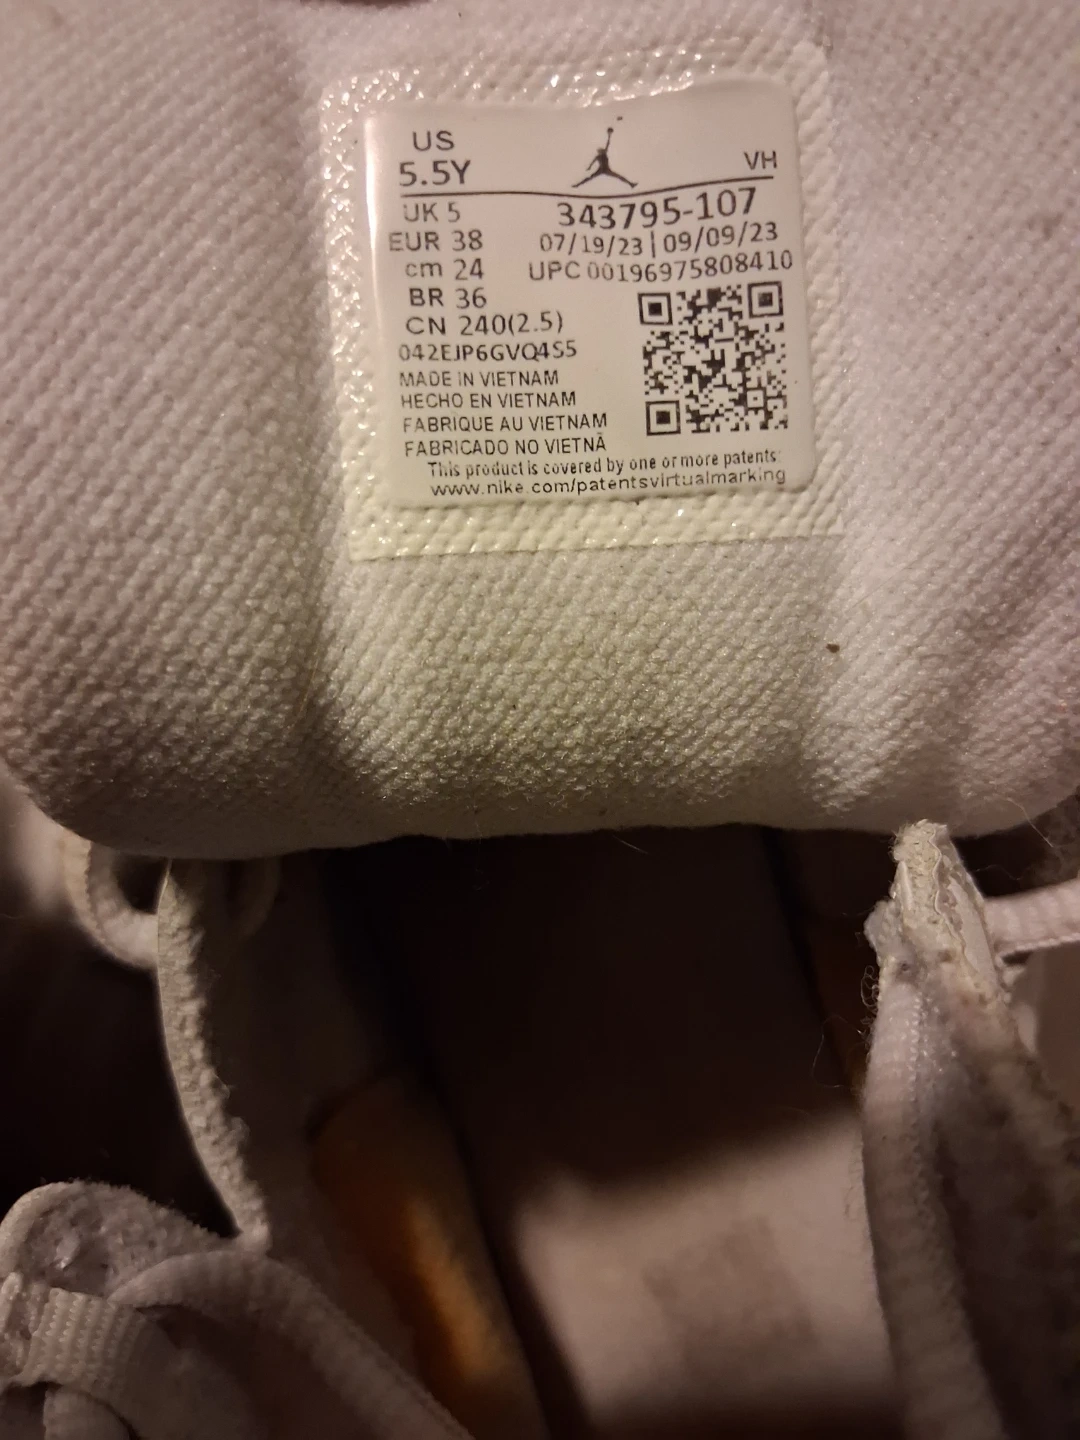 US
5.5Y
VH
UK 5
343795-107
EUR 38
07/19/23 | 09/09/23
cm 24
UPC 00196975808410
BR 36
CN 240(2.5)
042EJP6GVQ4S5
MADE IN VIETNAM
HECHO EN VIETNAM
FABRIQUE AU VIETNAM
FABRICADO NO VIETNÃ
This product is covered by one or more patents:
www.nike.com/patentsvirtualmarking